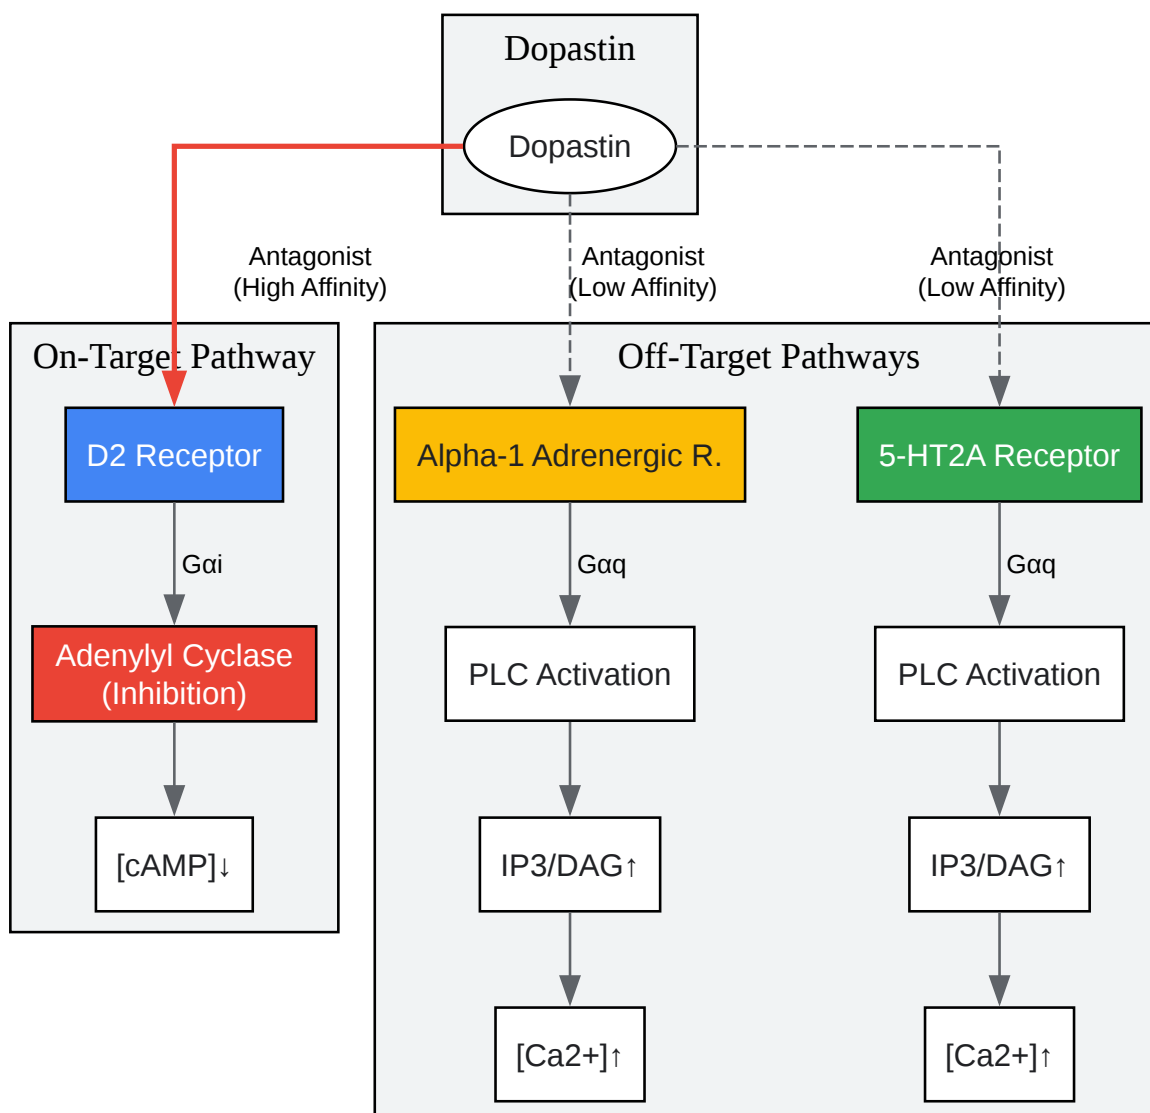 Dopastin
Dopastin
Antagonist
(High Affinity)
Antagonist
(Low Affinity)
Antagonist
(Low Affinity)
On-Target Pathway
Off-Target Pathways
D2 Receptor
Alpha-1 Adrenergic R.
5-HT2A Receptor
Gαi
Gαq
Gαq
Adenylyl Cyclase
(Inhibition)
PLC Activation
PLC Activation
[cAMP]↓
IP3/DAG↑
IP3/DAG↑
[Ca2+]↑
[Ca2+]↑